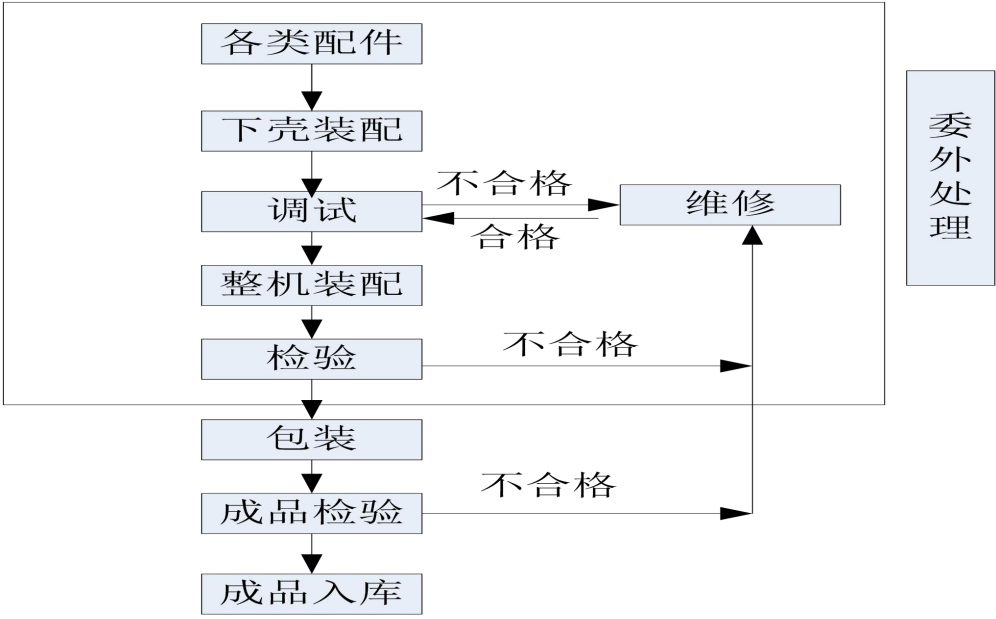 各类配件
下壳装配
不合格
调试
维修
合格
整机装配
不合格
检验
包装
不合格
成品检验
成品入库
委外处理